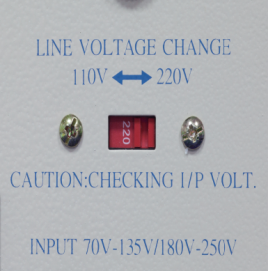 LINE VOLTAGE CHANGE
110V ↔ 220V
220
CAUTION:CHECKING I/P VOLT.
INPUT 70V-135V/180V-250V